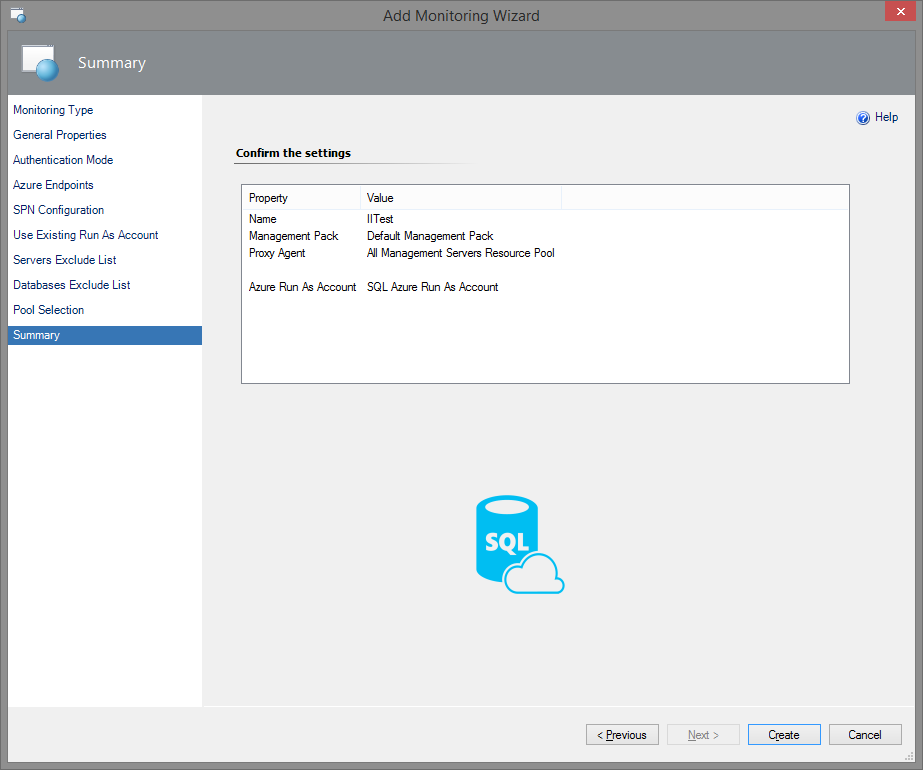 Add Monitoring Wizard
Summary
Monitoring Type
General Properties
Authentication Mode
Azure Endpoints
SPN Configuration
Use Existing Run As Account
Servers Exclude List
Databases Exclude List
Pool Selection
Summary
Help
Confirm the settings
Property Value
Name IITest
Management Pack Default Management Pack
Proxy Agent All Management Servers Resource Pool
Azure Run As Account SQL Azure Run As Account
SQL
< Previous Next > Create Cancel